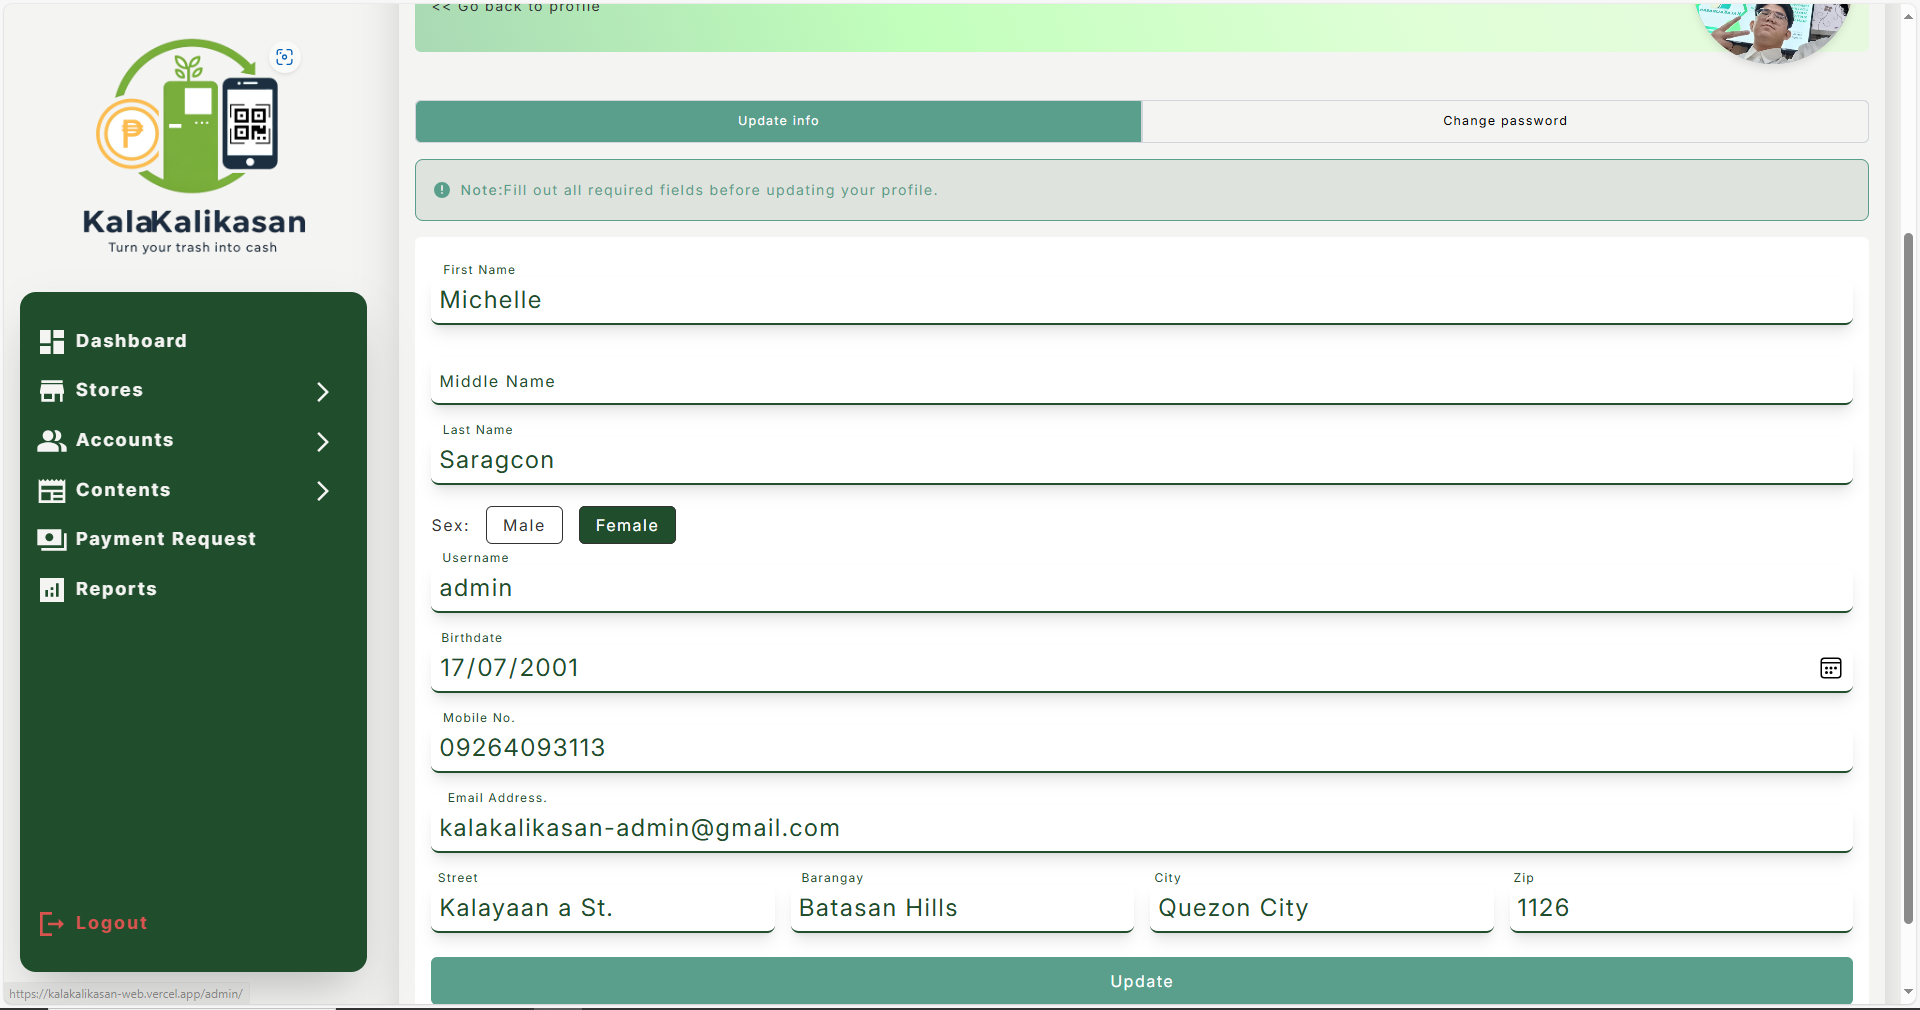 << Go back to profile
KalaKalikasan
Turn your trash into cash
Dashboard
Stores
Accounts
Contents
Payment Request
Reports
Logout
Update info
Change password
Note:Fill out all required fields before updating your profile.
First Name
Michelle
Middle Name
Last Name
Saragcon
Sex:
Male
Female
Username
admin
Birthdate
17/07/2001
Mobile No.
09264093113
Email Address.
kalakalikasan-admin@gmail.com
Street
Kalayaan a St.
Barangay
Batasan Hills
City
Quezon City
Zip
1126
Update
https://kalakalikasan-web.vercel.app/admin/